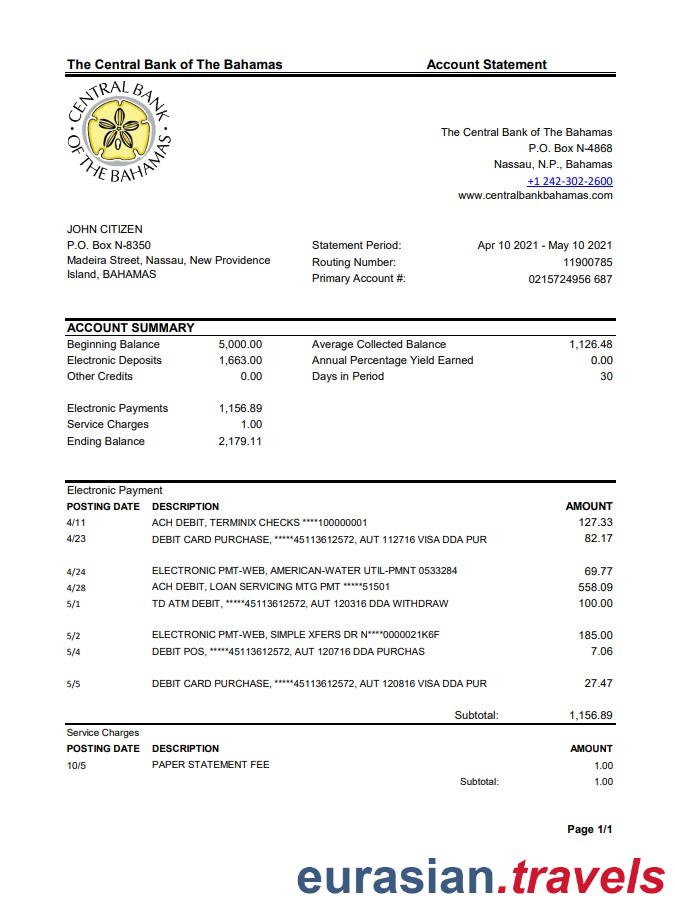 The Central Bank of The Bahamas Account Statement
CENTRAL BANK
OF THE BAHAMAS
The Central Bank of The Bahamas
P.O. Box N-4868
Nassau, N.P., Bahamas
+1 242-302-2600
www.centralbankbahamas.com
JOHN CITIZEN
P.O. Box N-8350 Statement Period: Apr 10 2021 - May 10 2021
Madeira Street, Nassau, New Providence Routing Number: 11900785
Island, BAHAMAS Primary Account #: 0215724956 687
ACCOUNT SUMMARY
Beginning Balance 5,000.00 Average Collected Balance 1,126.48
Electronic Deposits 1,663.00 Annual Percentage Yield Earned 0.00
Other Credits 0.00 Days in Period 30
Electronic Payments 1,156.89
Service Charges 1.00
Ending Balance 2,179.11
Electronic Payment
POSTING DATE DESCRIPTION AMOUNT
4/11 ACH DEBIT, TERMINIX CHECKS ****100000001 127.33
4/23 DEBIT CARD PURCHASE, *****45113612572, AUT 112716 VISA DDA PUR 82.17
4/24 ELECTRONIC PMT-WEB, AMERICAN-WATER UTIL-PMNT 0533284 69.77
4/28 ACH DEBIT, LOAN SERVICING MTG PMT *****51501 558.09
5/1 TD ATM DEBIT, *****45113612572, AUT 120316 DDA WITHDRAW 100.00
5/2 ELECTRONIC PMT-WEB, SIMPLE XFERS DR N****0000021K6F 185.00
5/4 DEBIT POS, *****45113612572, AUT 120716 DDA PURCHAS 7.06
5/5 DEBIT CARD PURCHASE, *****45113612572, AUT 120816 VISA DDA PUR 27.47
Subtotal: 1,156.89
Service Charges
POSTING DATE DESCRIPTION AMOUNT
10/5 PAPER STATEMENT FEE 1.00
Subtotal: 1.00
Page 1/1
eurasian.travels